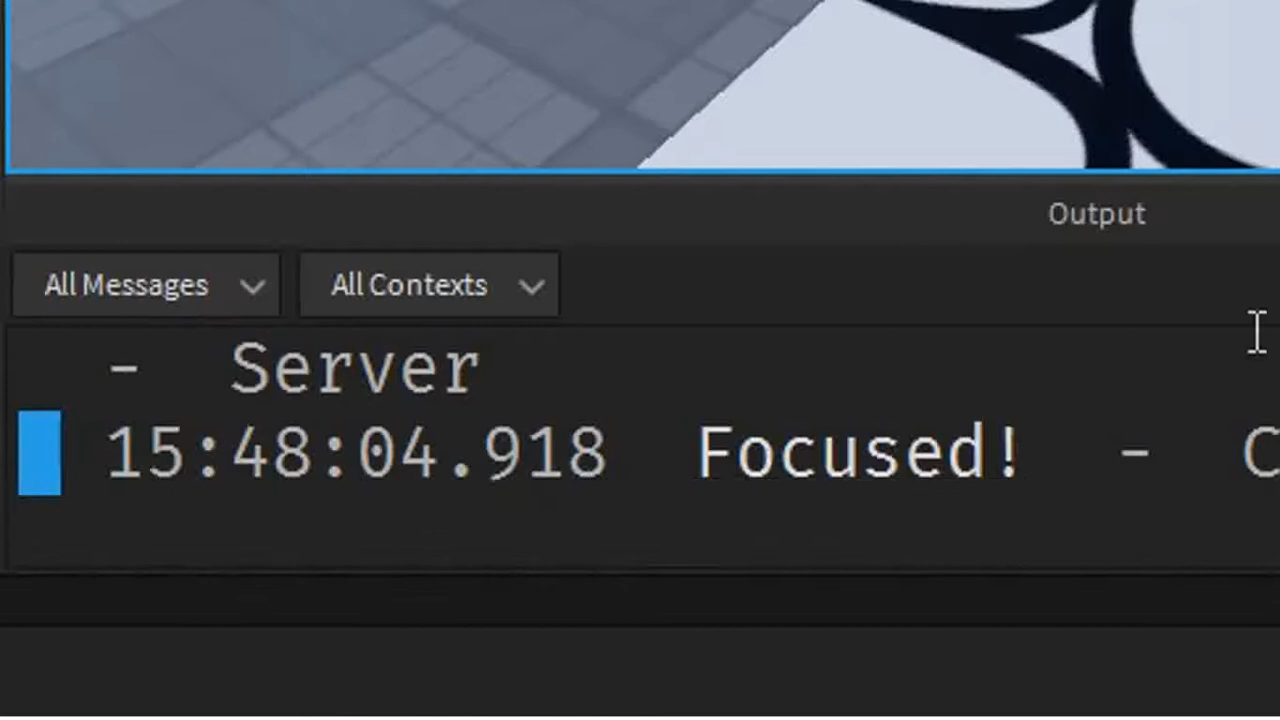 Output
All Messages All Contexts
- Server
15:48:04.918 Focused! - C